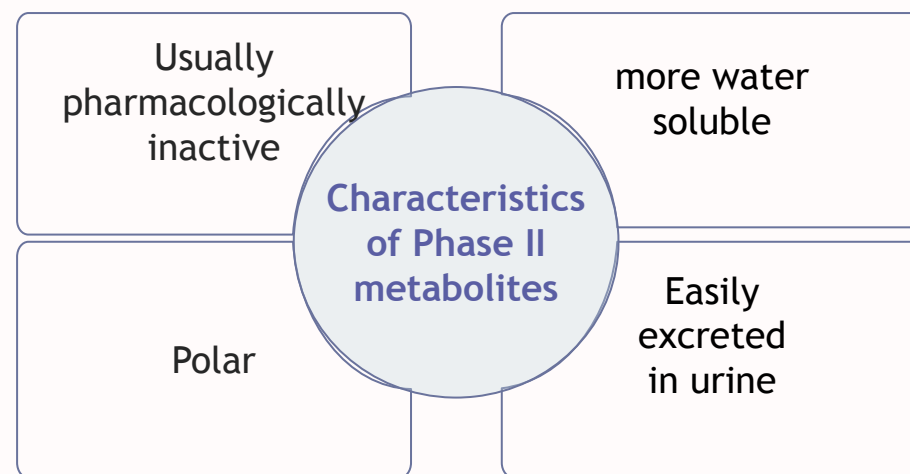 Usually
pharmacologically
inactive
more water
soluble
Characteristics
of Phase II
metabolites
Polar
Easily
excreted
in urine